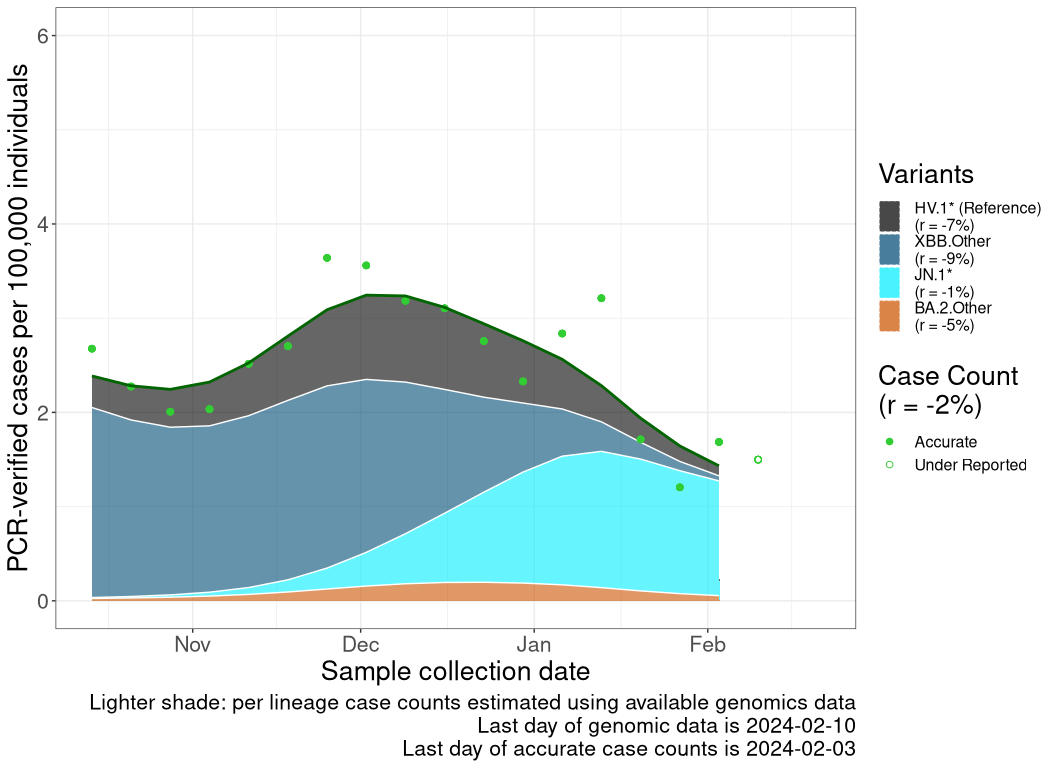 PCR-verified cases per 100,000 individuals
6
4
2
0
Nov
Dec
Jan
Feb
Sample collection date
Lighter shade: per lineage case counts estimated using available genomics data
Last day of genomic data is 2024-02-10
Last day of accurate case counts is 2024-02-03
Variants
HV.1* (Reference)
(r = -7%)
XBB.Other
(r = -9%)
JN.1*
(r = -1%)
BA.2.Other
(r = -5%)
Case Count
(r = -2%)
Accurate
Under Reported